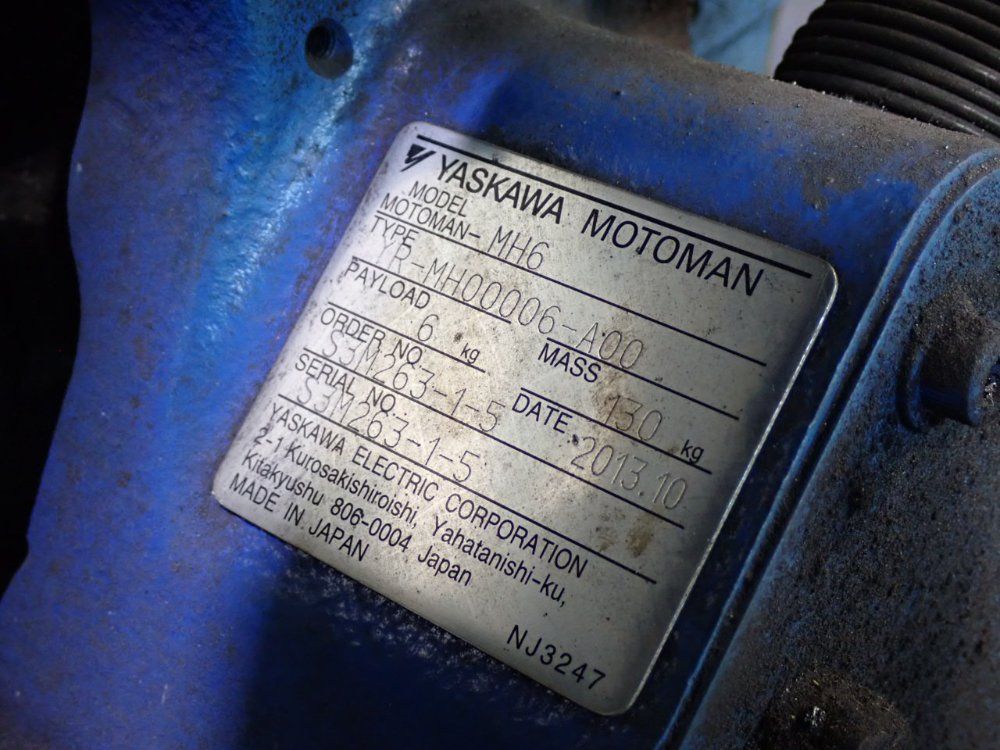 YASKAWA MOTOMAN
MODEL
MOTOMAN- MH6
TYPE
YR-MH00006-A00
PAYLOAD 6 kg MASS 130 kg
ORDER NO. S3M263-1-5 DATE 2013.10
SERIAL NO. S3M263-1-5
YASKAWA ELECTRIC CORPORATION
2-1 Kurosakishiroishi, Yahatanishi-ku,
Kitakyushu 806-0004 Japan
MADE IN JAPAN
NJ3247